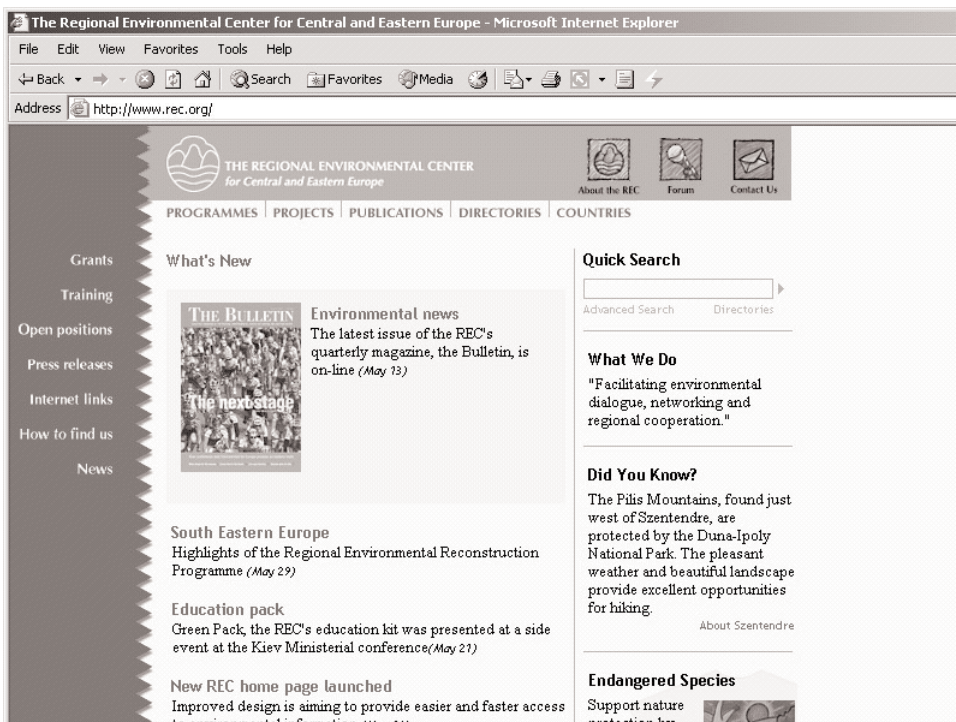 The Regional Environmental Center for Central and Eastern Europe - Microsoft Internet Explorer
File Edit View Favorites Tools Help
Back Search Favorites Media
Address http://www.rec.org/
THE REGIONAL ENVIRONMENTAL CENTER
for Central and Eastern Europe
About the REC Forum Contact Us
PROGRAMMES PROJECTS PUBLICATIONS DIRECTORIES COUNTRIES
Grants
Training
Open positions
Press releases
Internet links
How to find us
News
What's New
THE BULLETIN
The next stage
Environmental news
The latest issue of the REC's
quarterly magazine, the Bulletin, is
on-line (May 13)
South Eastern Europe
Highlights of the Regional Environmental Reconstruction
Programme (May 29)
Education pack
Green Pack, the REC's education kit was presented at a side
event at the Kiev Ministerial conference(May 21)
New REC home page launched
Improved design is aiming to provide easier and faster access
Quick Search
Advanced Search Directories
What We Do
"Facilitating environmental
dialogue, networking and
regional cooperation."
Did You Know?
The Pilis Mountains, found just
west of Szentendre, are
protected by the Duna-Ipoly
National Park. The pleasant
weather and beautiful landscape
provide excellent opportunities
for hiking.
About Szentendre
Endangered Species
Support nature